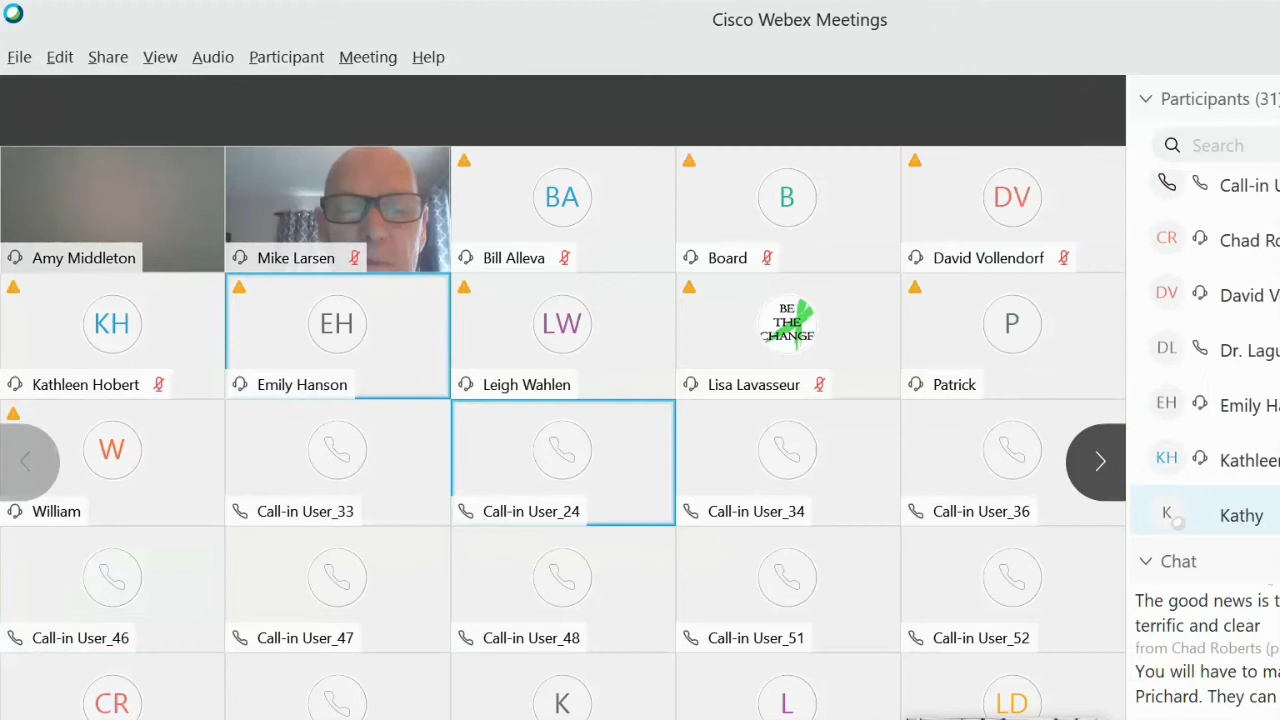 Cisco Webex Meetings
File Edit Share View Audio Participant Meeting Help
Participants (31)
Search
Amy Middleton
Mike Larsen
BA
Bill Alleva
B
Board
DV
David Vollendorf
KH
Kathleen Hobert
EH
Emily Hanson
LW
Leigh Wahlen
BE
THE
CHANGE
Lisa Lavasseur
P
Patrick
W
William
Call-in User_33
Call-in User_24
Call-in User_34
Call-in User_36
Call-in User_46
Call-in User_47
Call-in User_48
Call-in User_51
Call-in User_52
CR
K
L
LD
Call-in U
CR Chad Ro
DV David V
DL Dr. Lagu
EH Emily Ha
KH Kathleen
K Kathy
Chat
The good news is t
terrific and clear
from Chad Roberts (p
You will have to ma
Prichard. They can